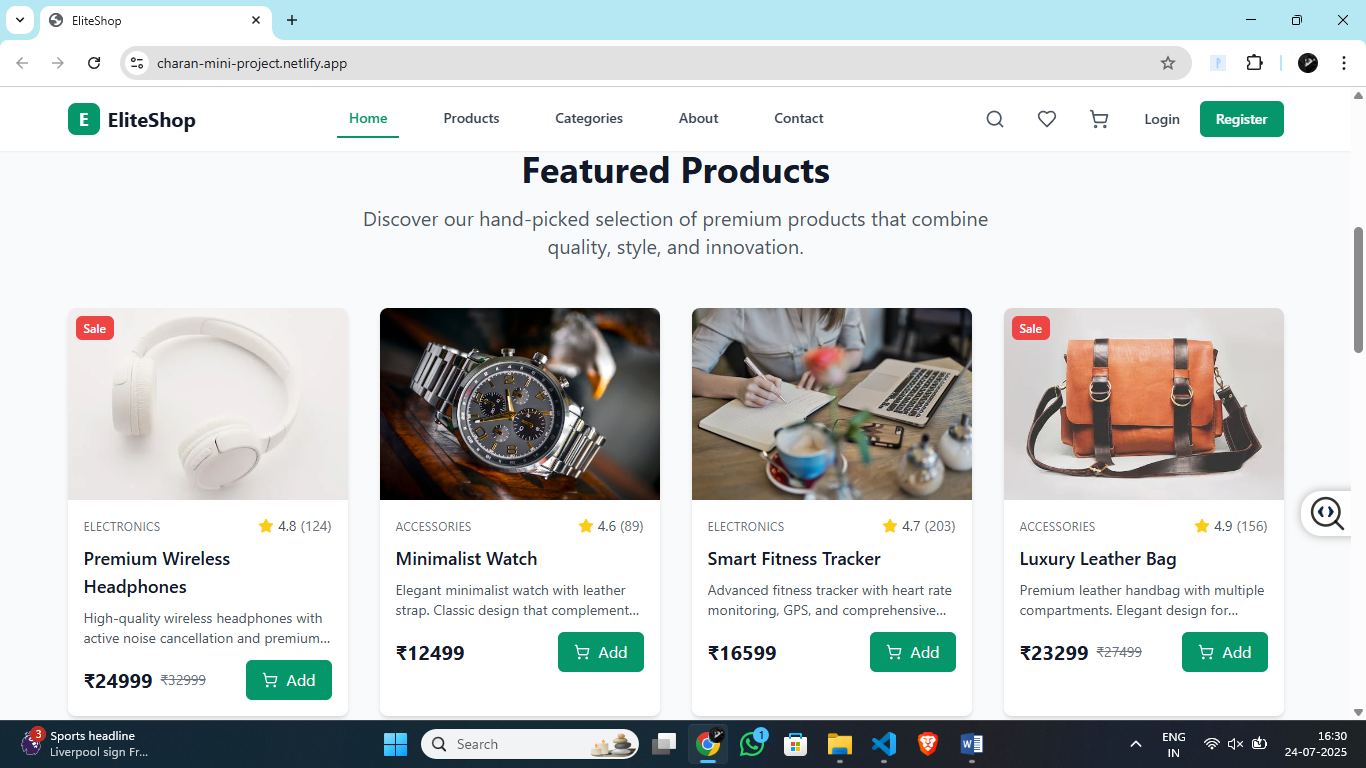 EliteShop
charan-mini-project.netlify.app
E EliteShop
Home Products Categories About Contact Login Register
Featured Products
Discover our hand-picked selection of premium products that combine
quality, style, and innovation.
Sale
Sale
ELECTRONICS 4.8 (124)
Premium Wireless
Headphones
High-quality wireless headphones with
active noise cancellation and premium...
₹24999 ₹32999 Add
ACCESSORIES 4.6 (89)
Minimalist Watch
Elegant minimalist watch with leather
strap. Classic design that complement...
₹12499 Add
ELECTRONICS 4.7 (203)
Smart Fitness Tracker
Advanced fitness tracker with heart rate
monitoring, GPS, and comprehensive...
₹16599 Add
ACCESSORIES 4.9 (156)
Luxury Leather Bag
Premium leather handbag with multiple
compartments. Elegant design for...
₹23299 ₹27499 Add
3
Sports headline
Liverpool sign Fr...
Search
1
ENG
IN
16:30
24-07-2025